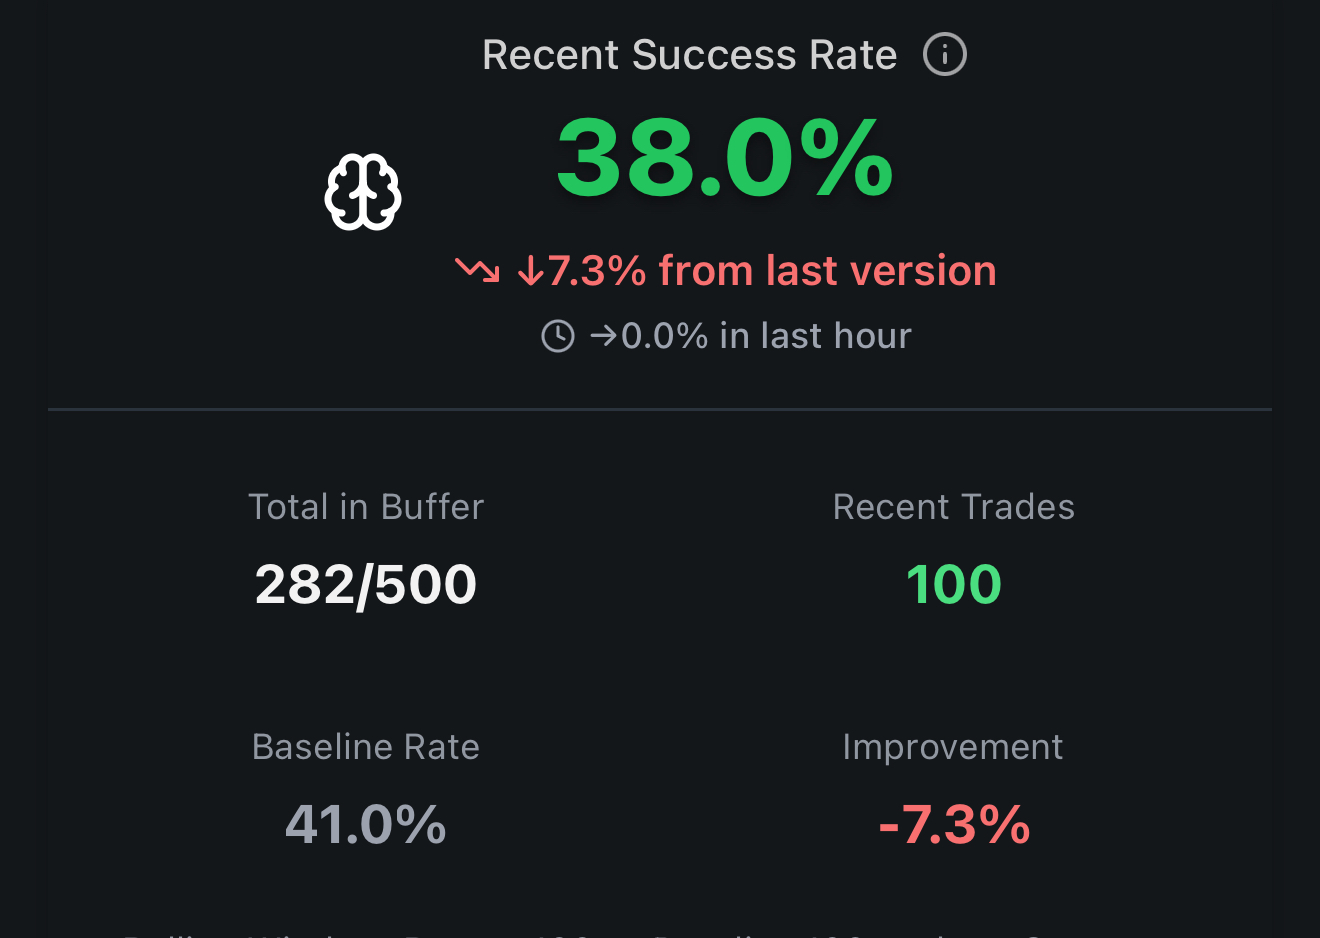 Recent Success Rate
38.0%
↓7.3% from last version
→0.0% in last hour
Total in Buffer
Recent Trades
282/500
100
Baseline Rate
Improvement
41.0%
-7.3%